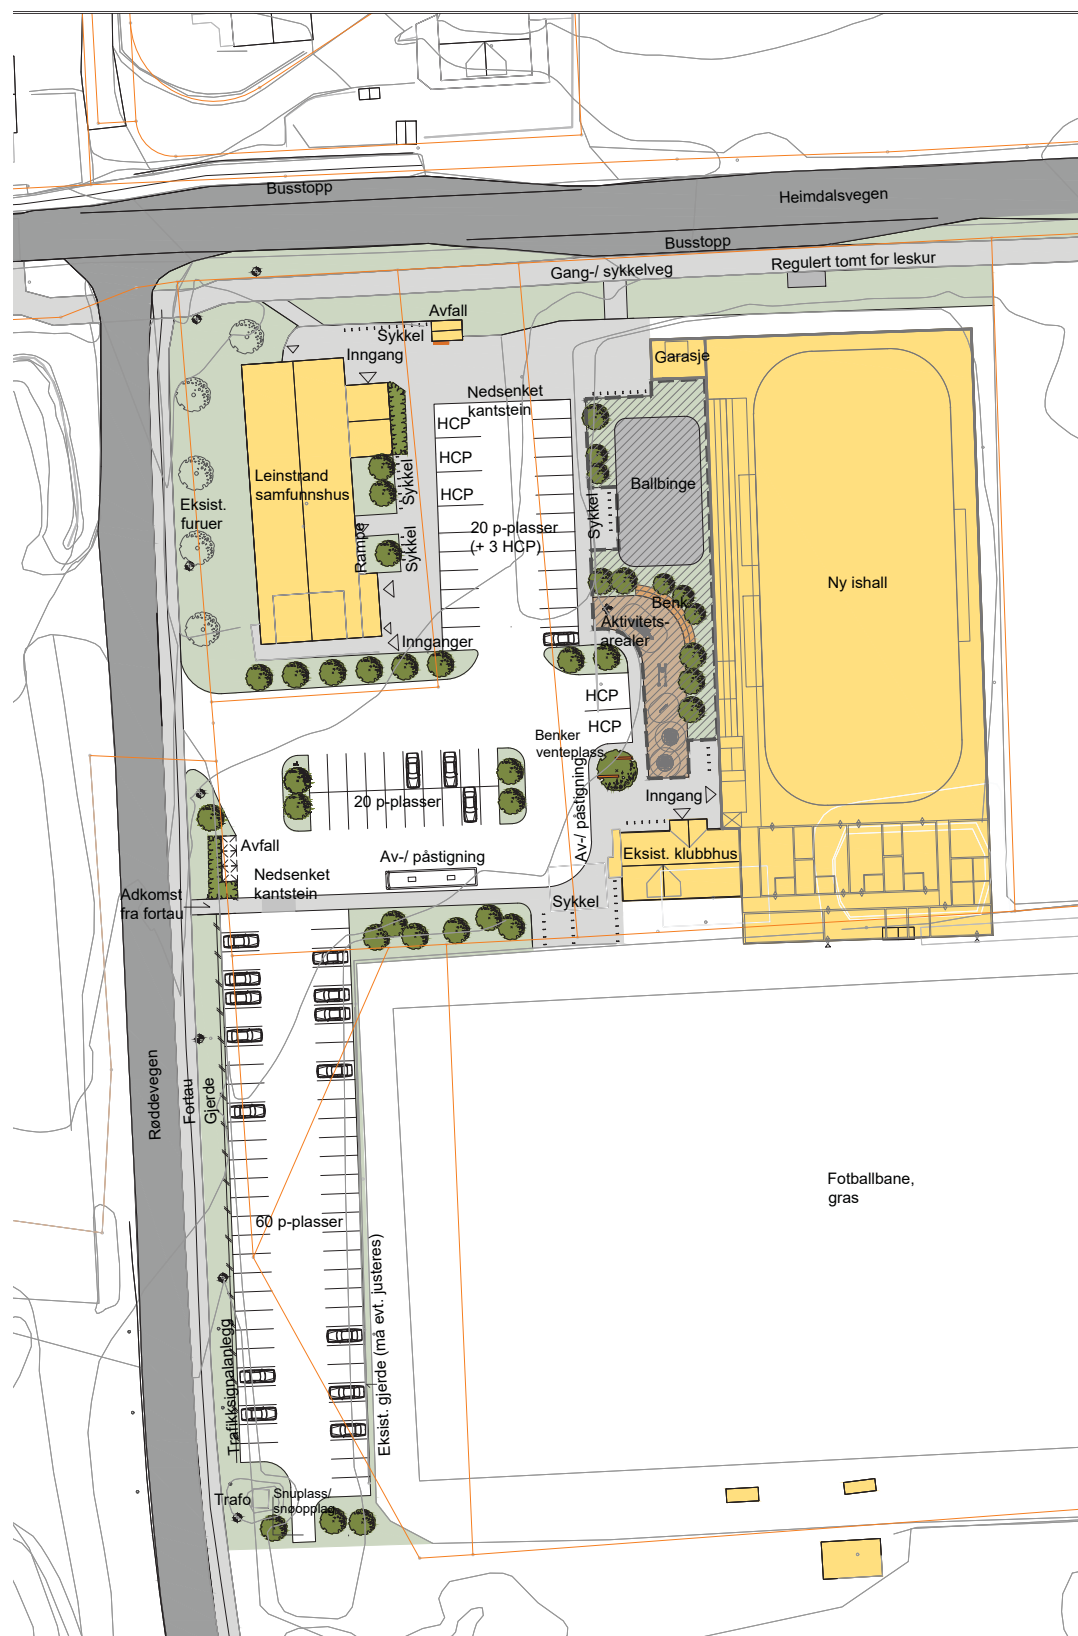 Busstopp
Heimdalsvegen
Busstopp
Gang-/ sykkelveg
Regulert tomt for leskur
Avfall
Sykkel
Inngang
Garasje
Nedsenket
kantstein
HCP
HCP
HCP
Leinstrand
samfunnshus
Sykkel
Ballbinge
Eksist.
furuer
20 p-plasser
(+ 3 HCP)
Sykkel
Rampe
Sykkel
Ny ishall
Benk
Aktivitets-
arealer
Innganger
HCP
HCP
Benker
venteplass
Av-/ påstigning
Inngang
20 p-plasser
Avfall
Av-/ påstigning
Eksist. klubbhus
Nedsenket
kantstein
Adkomst
fra fortau
Sykkel
Røddevegen
Fortau
Gjerde
60 p-plasser
Fotballbane,
gras
Eksist. gjerde (må evt. justeres)
Trafikksignalanlegg
Trafo
Snuplass/
snøopplag